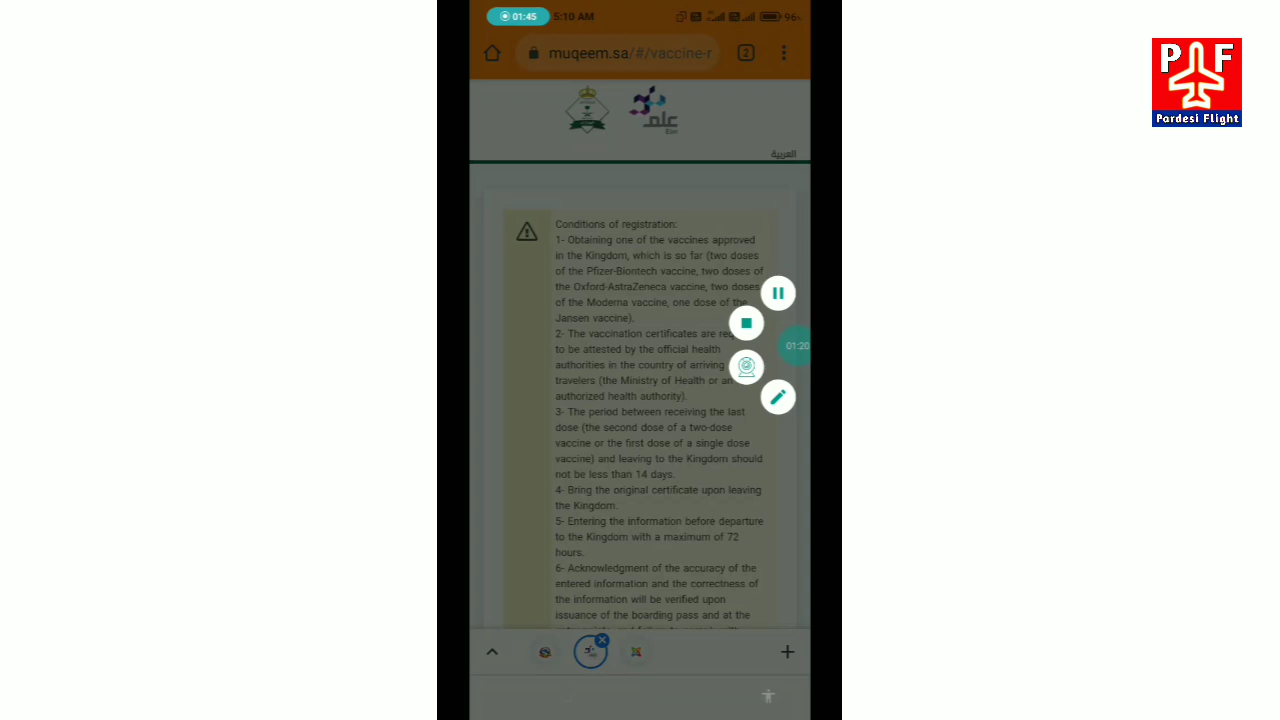 01:45 5:10 AM 96%
muqeem.sa/#/vaccine-r 2
P F
Pardesi Flight
علم
Elm
العربية
Conditions of registration:
1- Obtaining one of the vaccines approved
in the Kingdom, which is so far (two doses
of the Pfizer-Biontech vaccine, two doses of
the Oxford-AstraZeneca vaccine, two doses
of the Moderna vaccine, one dose of the
Jansen vaccine).
2- The vaccination certificates are
to be attested by the official health
authorities in the country of arriving
travelers (the Ministry of Health or an
authorized health authority).
3- The period between receiving the last
dose (the second dose of a two-dose
vaccine or the first dose of a single dose
vaccine) and leaving to the Kingdom should
not be less than 14 days.
4- Bring the original certificate upon leaving
the Kingdom.
5- Entering the information before departure
to the Kingdom with a maximum of 72
hours.
6- Acknowledgment of the accuracy of the
entered information and the correctness of
the information will be verified upon
issuance of the boarding pass and at the
01:20